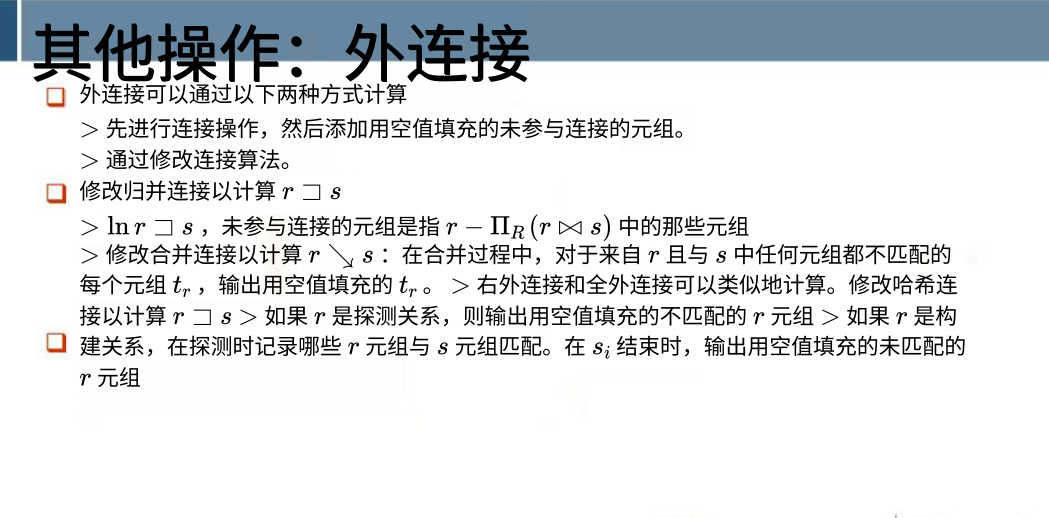 其他操作：外连接
外连接可以通过以下两种方式计算
> 先进行连接操作，然后添加用空值填充的未参与连接的元组。
> 通过修改连接算法。
修改归并连接以计算 r ⊐ s
> ln r ⊐ s ，未参与连接的元组是指 r − Π_R (r ⋈ s) 中的那些元组
> 修改合并连接以计算 r ↘ s ：在合并过程中，对于来自 r 且与 s 中任何元组都不匹配的
每个元组 t_r ，输出用空值填充的 t_r 。 > 右外连接和全外连接可以类似地计算。修改哈希连
接以计算 r ⊐ s > 如果 r 是探测关系，则输出用空值填充的不匹配的 r 元组 > 如果 r 是构
建关系，在探测时记录哪些 r 元组与 s 元组匹配。在 s_i 结束时，输出用空值填充的未匹配的
r 元组